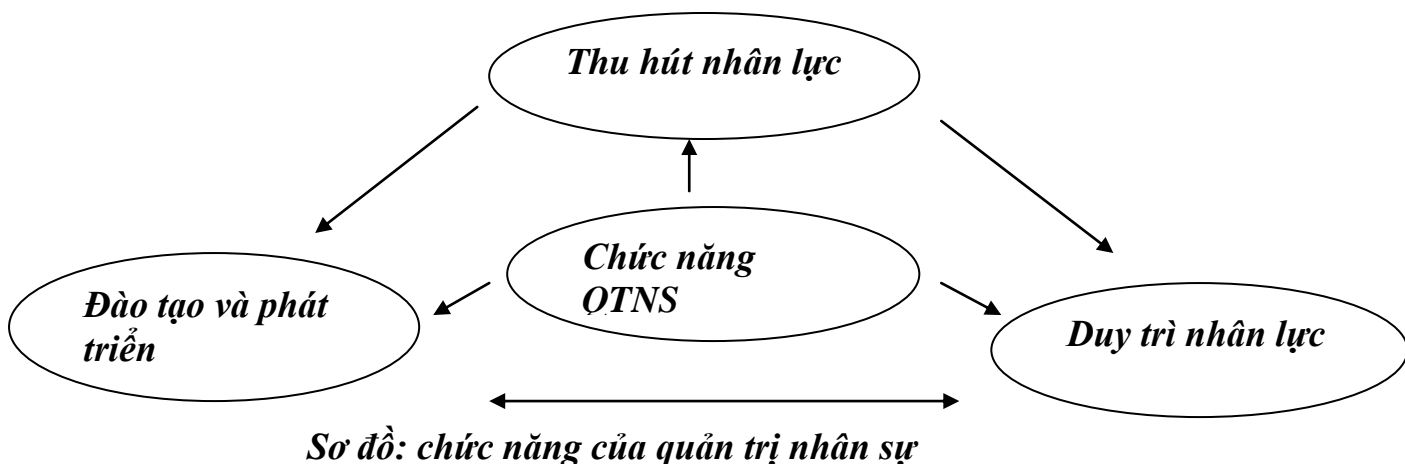 Thu hút nhân lực
Chức năng
QTNS
Đào tạo và phát
triển
Duy trì nhân lực
Sơ đồ: chức năng của quản trị nhân sự